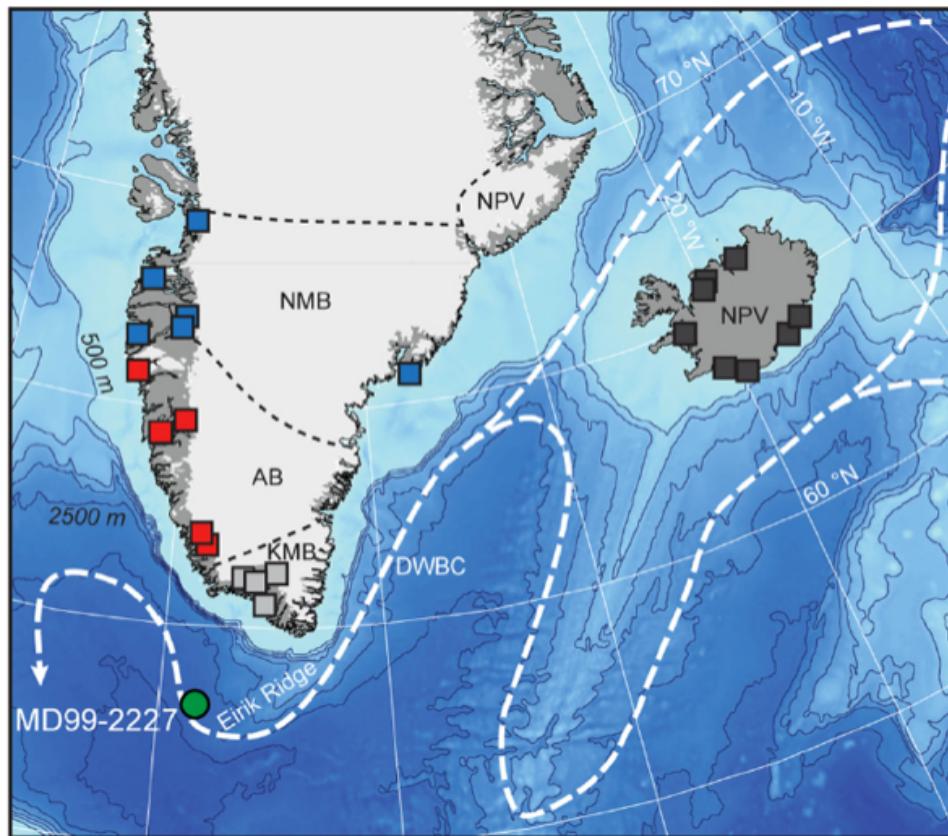 70 °N
10 °W
NPV
20 °W
NMB
NPV
500 m
AB
60 °N
2500 m
KMB
DWBC
Eirik Ridge
MD99-2227